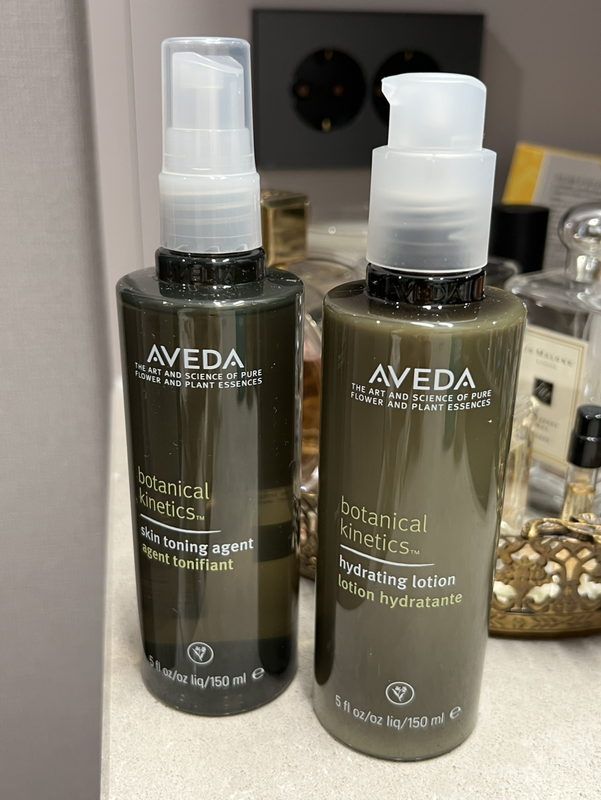 AVEDA
THE ART AND SCIENCE OF PURE
FLOWER AND PLANT ESSENCES
botanical
kinetics™
skin toning agent
agent tonifiant
5 fl oz/oz liq/150 ml e
AVEDA
THE ART AND SCIENCE OF PURE
FLOWER AND PLANT ESSENCES
botanical
kinetics™
hydrating lotion
lotion hydratante
5 fl oz/oz liq/150 ml e
MALONE
LONDON